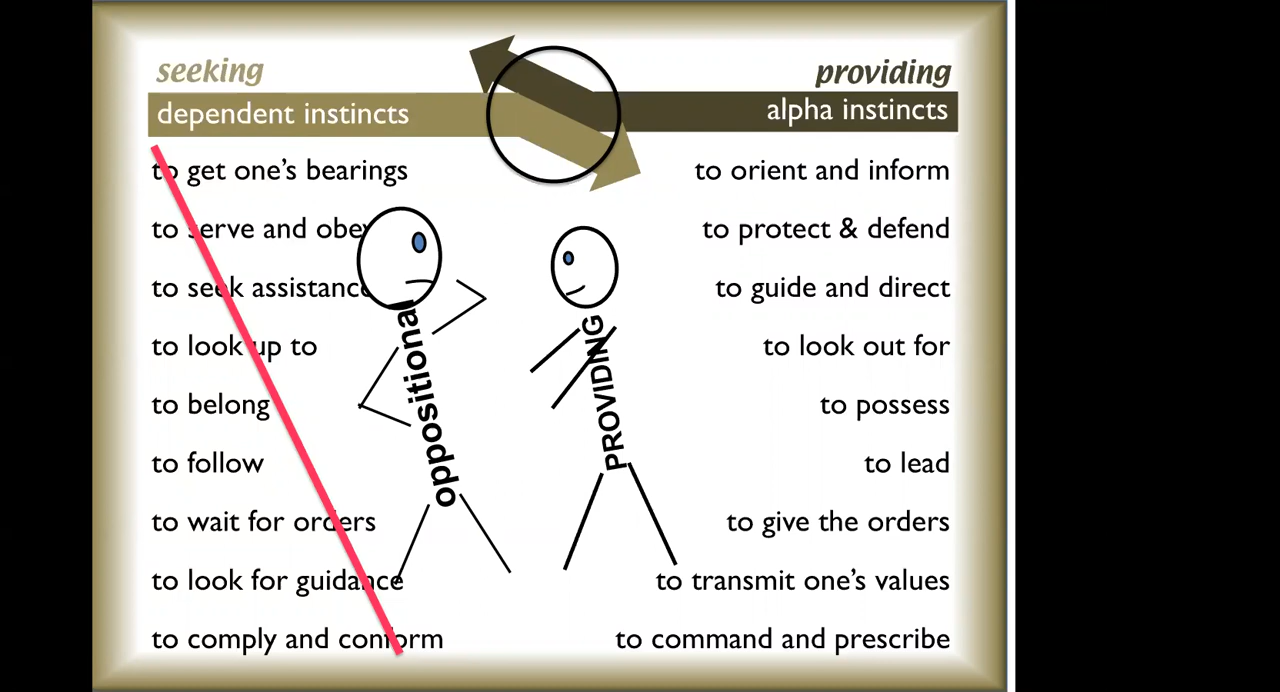 seeking
providing
dependent instincts
alpha instincts
to get one's bearings
to orient and inform
to serve and obey
to protect & defend
to seek assistance
to guide and direct
to look up to
to look out for
to belong
to possess
to follow
to lead
to wait for orders
to give the orders
to look for guidance
to transmit one's values
to comply and conform
to command and prescribe
oppositional
PROVIDING